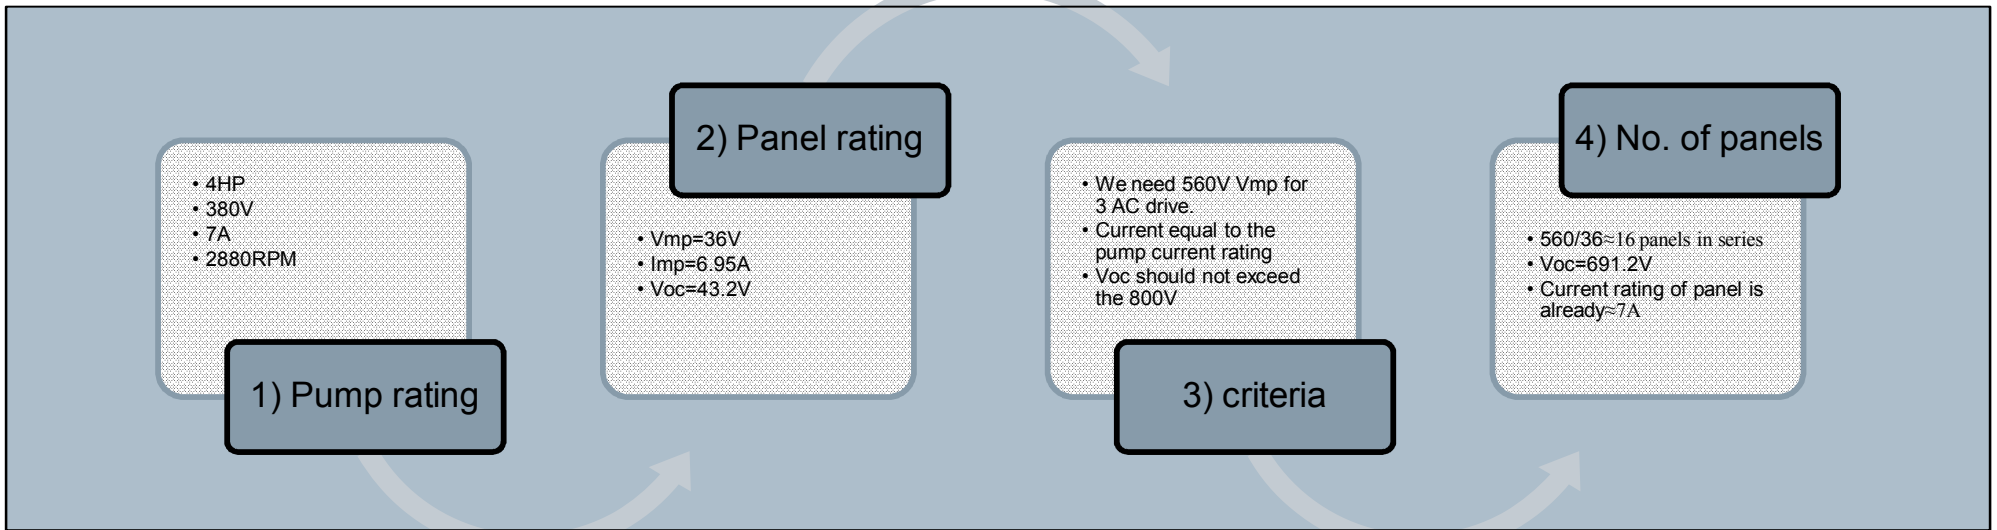 • 4HP
• 380V
• 7A
• 2880RPM
1) Pump rating
2) Panel rating
• Vmp=36V
• Imp=6.95A
• Voc=43.2V
• We need 560V Vmp for
3 AC drive.
• Current equal to the
pump current rating
• Voc should not exceed
the 800V
3) criteria
4) No. of panels
• 560/36≈16 panels in series
• Voc=691.2V
• Current rating of panel is
already≈7A